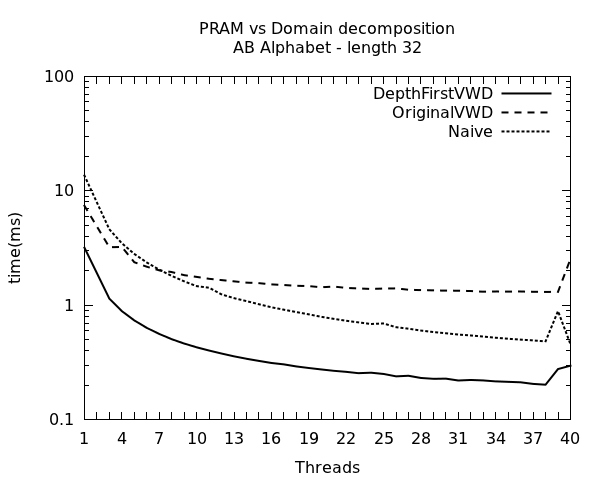 PRAM vs Domain decomposition
AB Alphabet - length 32
100
10
1
0.1
time(ms)
DepthFirstVWD
OriginalVWD
Naive
1 4 7 10 13 16 19 22 25 28 31 34 37 40
Threads